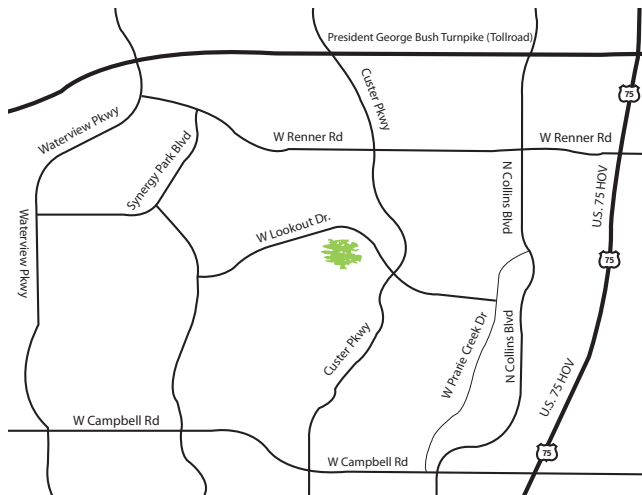 President George Bush Turnpike (Tollroad)
Custer Pkwy
75
Waterview Pkwy
Synergy Park Blvd
W Renner Rd
W Renner Rd
N Collins Blvd
U.S. 75 HOV
W Lookout Dr.
Waterview Pkwy
75
Custer Pkwy
W Prarie Creek Dr
N Collins Blvd
U.S. 75 HOV
W Campbell Rd
75
W Campbell Rd